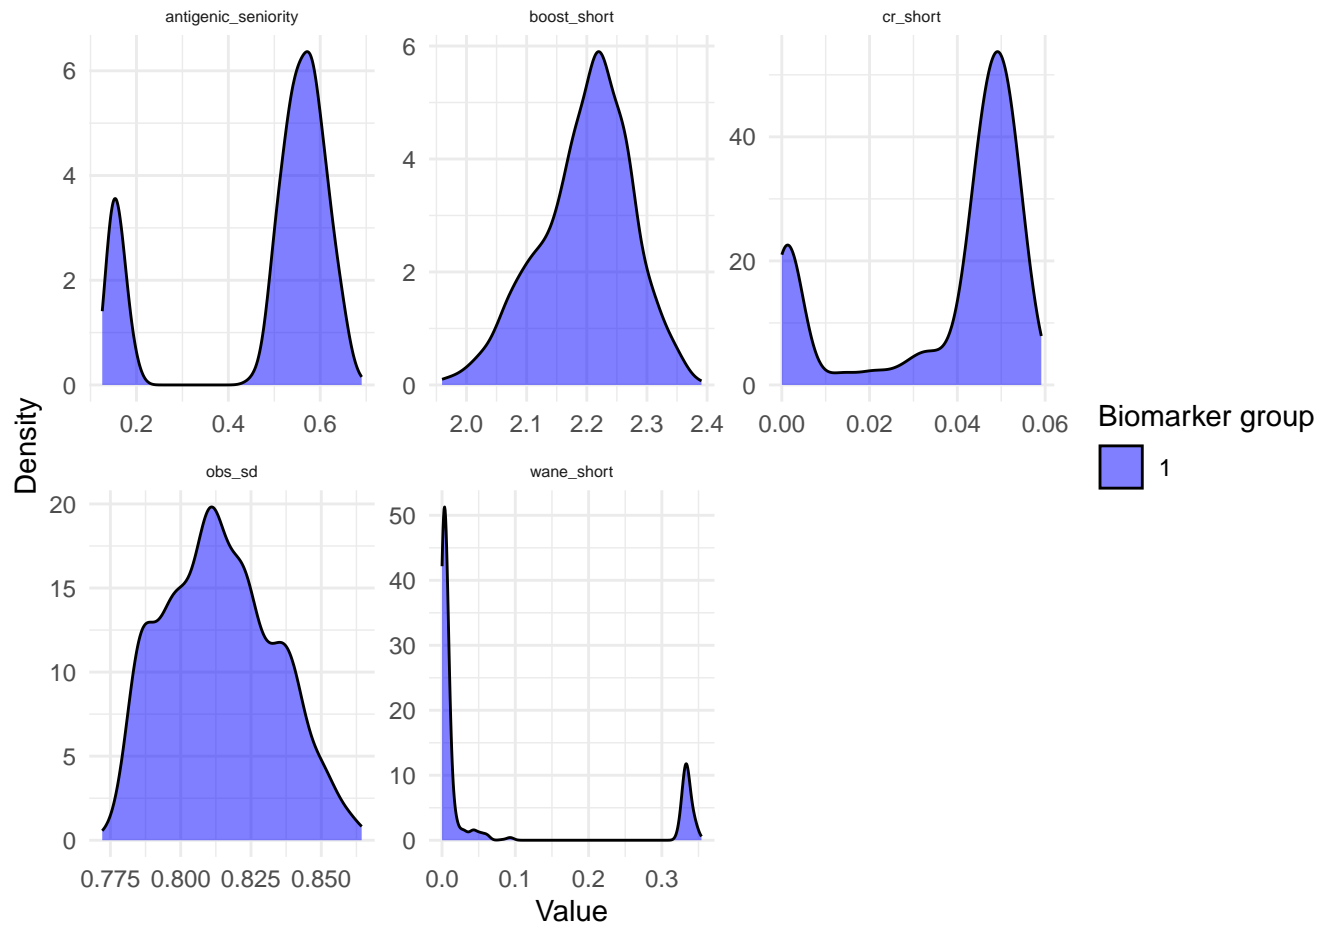 antigenic_seniority
boost_short
cr_short
6
4
2
0
0.2 0.4 0.6
6
4
2
0
2.0 2.1 2.2 2.3 2.4
40
20
0
0.00 0.02 0.04 0.06
Density
Biomarker group
1
obs_sd
wane_short
20
15
10
5
0
0.775 0.800 0.825 0.850
50
40
30
20
10
0
0.0 0.1 0.2 0.3
Value